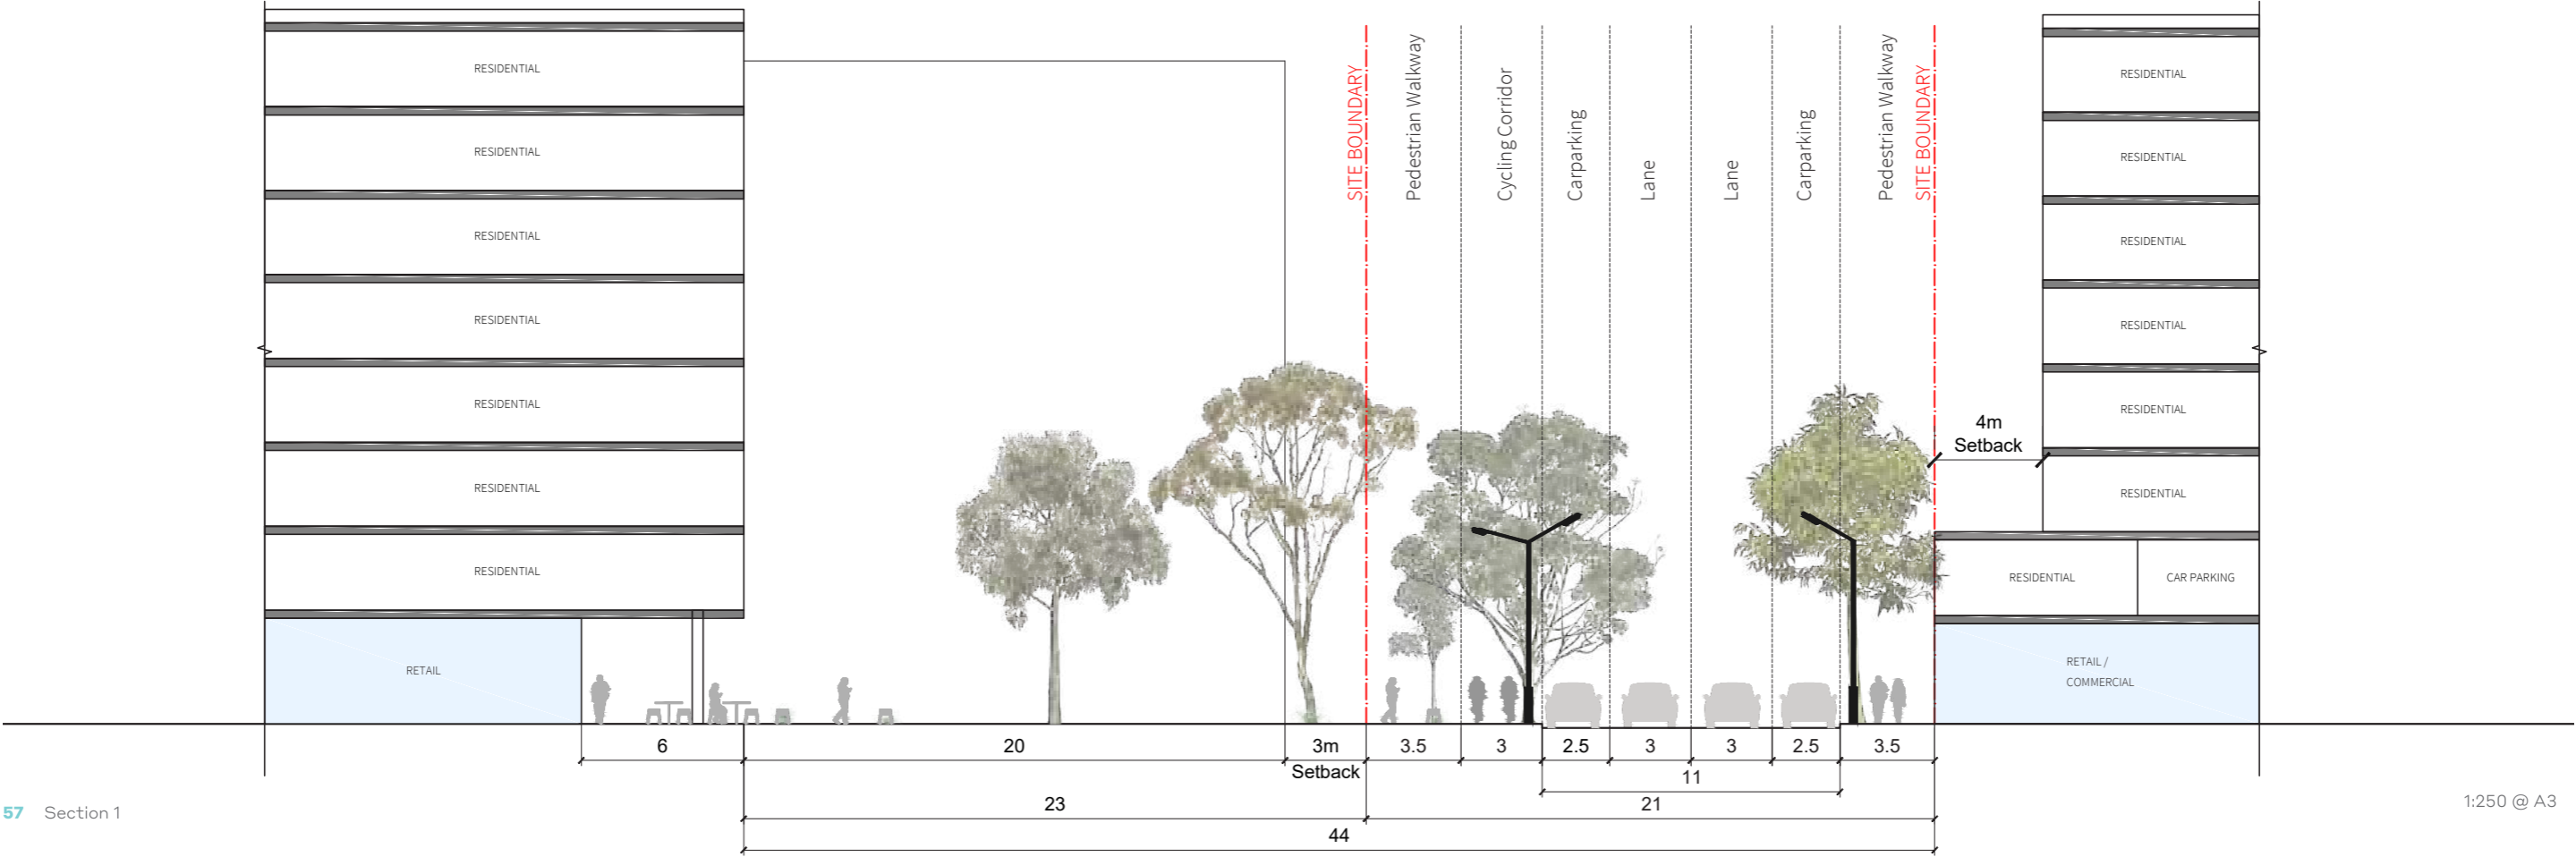 RESIDENTIAL
RESIDENTIAL
RESIDENTIAL
RESIDENTIAL
RESIDENTIAL
RESIDENTIAL
RESIDENTIAL
RETAIL
SITE BOUNDARY
Pedestrian Walkway
Cycling Corridor
Carparking
Lane
Lane
Carparking
Pedestrian Walkway
SITE BOUNDARY
4m
Setback
RESIDENTIAL
RESIDENTIAL
RESIDENTIAL
RESIDENTIAL
RESIDENTIAL
RESIDENTIAL
RESIDENTIAL
CAR PARKING
RETAIL /
COMMERCIAL
6
20
3m
Setback
3.5
3
2.5
3
3
2.5
3.5
11
23
21
44
57 Section 1
1:250 @ A3